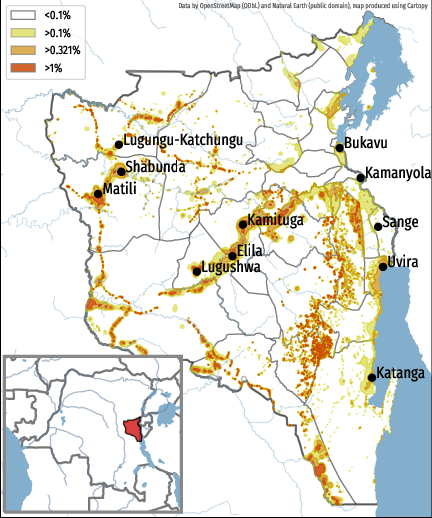 Data by OpenStreetMap (ODbL) and Natural Earth (public domain), map produced using Cartopy
<0.1%
>0.1%
>0.321%
>1%
Lugungu-Katchungu
Bukavu
Shabunda
Kamanyola
Matili
Kamituga
Sange
Elila
Uvira
Lugushwa
Katanga